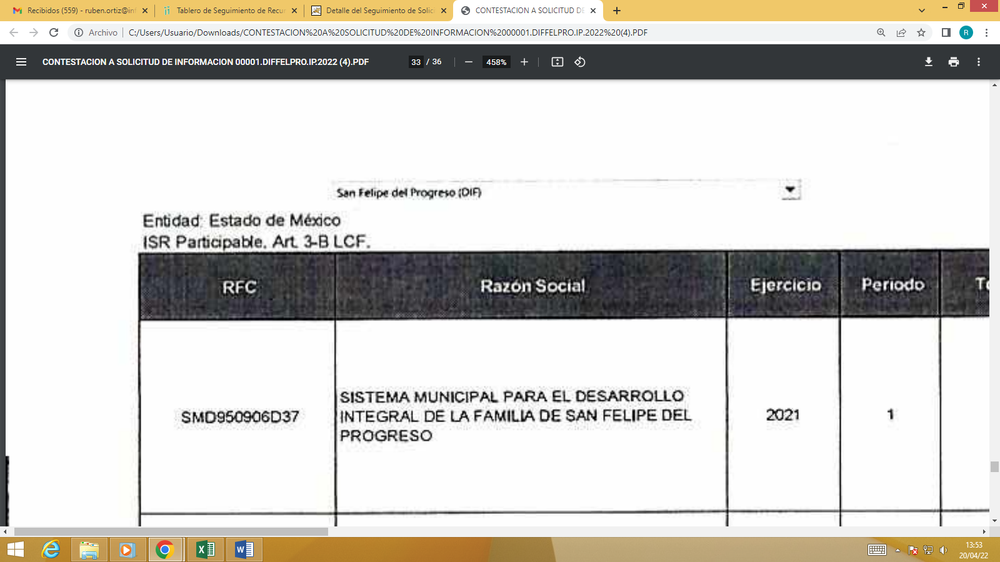 Recibidos (559) - ruben.ortiz@inf
Tablero de Seguimiento de Recur
Detalle del Seguimiento de Solici
CONTESTACION A SOLICITUD DE
Archivo
C:/Users/Usuario/Downloads/CONTESTACION%20A%20SOLICITUD%20DE%20INFORMACION%2000001.DIFFELPRO.IP.2022%20(4).PDF
R
CONTESTACION A SOLICITUD DE INFORMACION 00001.DIFFELPRO.IP.2022 (4).PDF
33 / 36
458%
San Felipe del Progreso (DIF)
Entidad: Estado de México
ISR Participable, Art. 3-B LCF.
RFC Razón Social Ejercicio Periodo
SMD950906D37
SISTEMA MUNICIPAL PARA EL DESARROLLO
INTEGRAL DE LA FAMILIA DE SAN FELIPE DEL
PROGRESO
2021
1
13:53
20/04/22